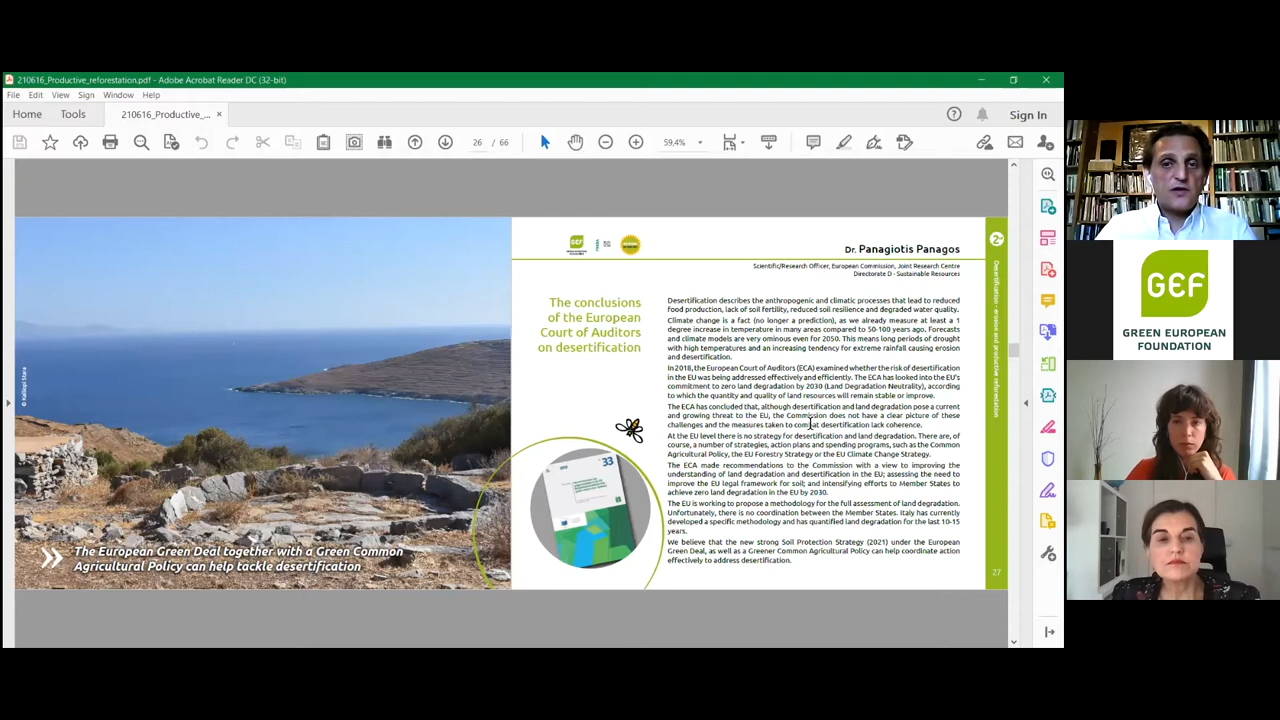 210616_Productive_reforestation.pdf - Adobe Acrobat Reader DC (32-bit)
File Edit View Sign Window Help
Home Tools 210616_Productive_... × Sign In
26 / 66 59,4%
GEF
Dr. Panagiotis Panagos
Scientific/Research Officer, European Commission, Joint Research Centre
Directorate D - Sustainable Resources
The conclusions
of the European
Court of Auditors
on desertification
Desertification describes the anthropogenic and climatic processes that lead to reduced
food production, lack of soil fertility, reduced soil resilience and degraded water quality.
Climate change is a fact (no longer a prediction), as we already measure at least a 1
degree increase in temperature in many areas compared to 50-100 years ago. Forecasts
and climate models are very ominous even for 2050. This means long periods of drought
with high temperatures and an increasing tendency for extreme rainfall causing erosion
and desertification.
In 2018, the European Court of Auditors (ECA) examined whether the risk of desertification
in the EU was being addressed effectively and efficiently. The ECA has looked into the EU's
commitment to zero land degradation by 2030 (Land Degradation Neutrality), according
to which the quantity and quality of land resources will remain stable or improve.
The ECA has concluded that, although desertification and land degradation pose a current
and growing threat to the EU, the Commission does not have a clear picture of these
challenges and the measures taken to combat desertification lack coherence.
At the EU level there is no strategy for desertification and land degradation. There are, of
course, a number of strategies, action plans and spending programs, such as the Common
Agricultural Policy, the EU Forestry Strategy or the EU Climate Change Strategy.
The ECA made recommendations to the Commission with a view to improving the
understanding of land degradation and desertification in the EU; assessing the need to
improve the EU legal framework for soil; and intensifying efforts to Member States to
achieve zero land degradation in the EU by 2030.
The EU is working to propose a methodology for the full assessment of land degradation.
Unfortunately, there is no coordination between the Member States. Italy has currently
developed a specific methodology and has quantified land degradation for the last 10-15
years.
We believe that the new strong Soil Protection Strategy (2021) under the European
Green Deal, as well as a Greener Common Agricultural Policy can help coordinate action
effectively to address desertification.
33
© Kalliopi Stara
The European Green Deal together with a Green Common
Agricultural Policy can help tackle desertification
Desertification - erosion and productive reforestation
27
GEF
GREEN EUROPEAN
FOUNDATION